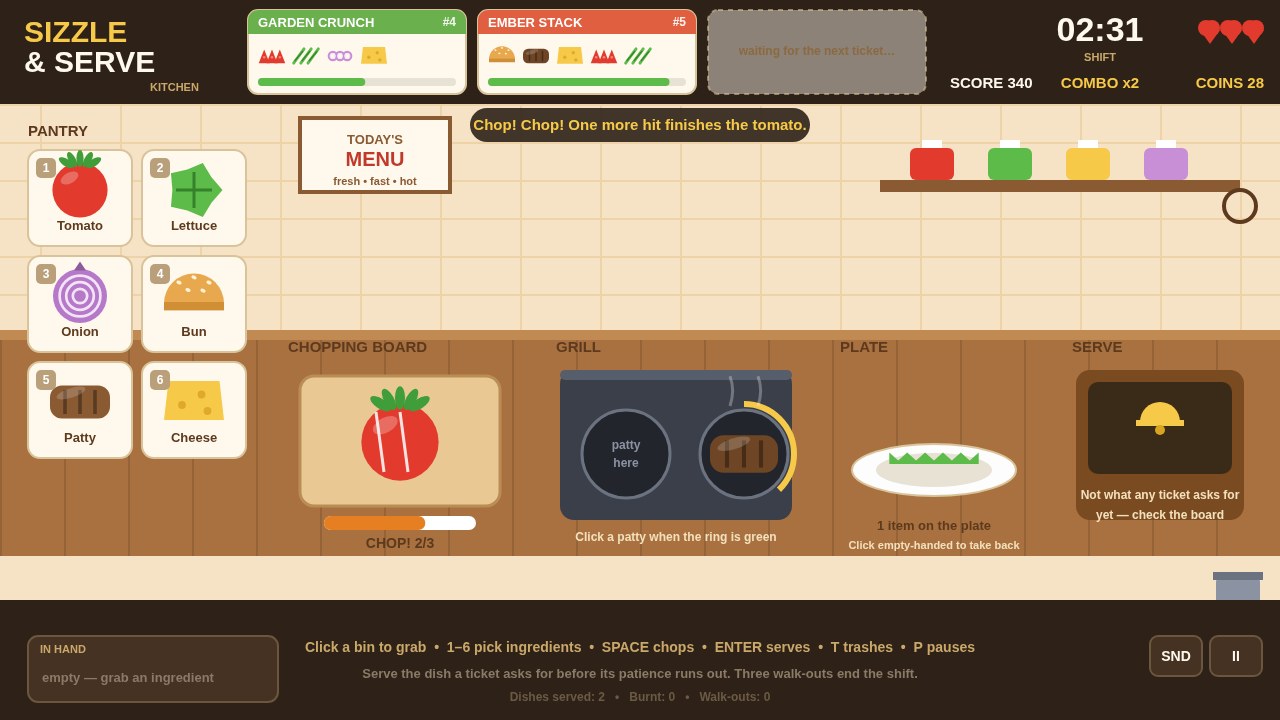 SIZZLE
& SERVE
KITCHEN
GARDEN CRUNCH #4
EMBER STACK #5
waiting for the next ticket…
02:31
SHIFT
SCORE 340 COMBO x2 COINS 28
PANTRY
1
Tomato
2
Lettuce
3
Onion
4
Bun
5
Patty
6
Cheese
TODAY'S
MENU
fresh • fast • hot
Chop! Chop! One more hit finishes the tomato.
CHOPPING BOARD
CHOP! 2/3
GRILL
patty
here
Click a patty when the ring is green
PLATE
1 item on the plate
Click empty-handed to take back
SERVE
Not what any ticket asks for
yet — check the board
IN HAND
empty — grab an ingredient
Click a bin to grab • 1–6 pick ingredients • SPACE chops • ENTER serves • T trashes • P pauses
Serve the dish a ticket asks for before its patience runs out. Three walk-outs end the shift.
Dishes served: 2 • Burnt: 0 • Walk-outs: 0
SND
II